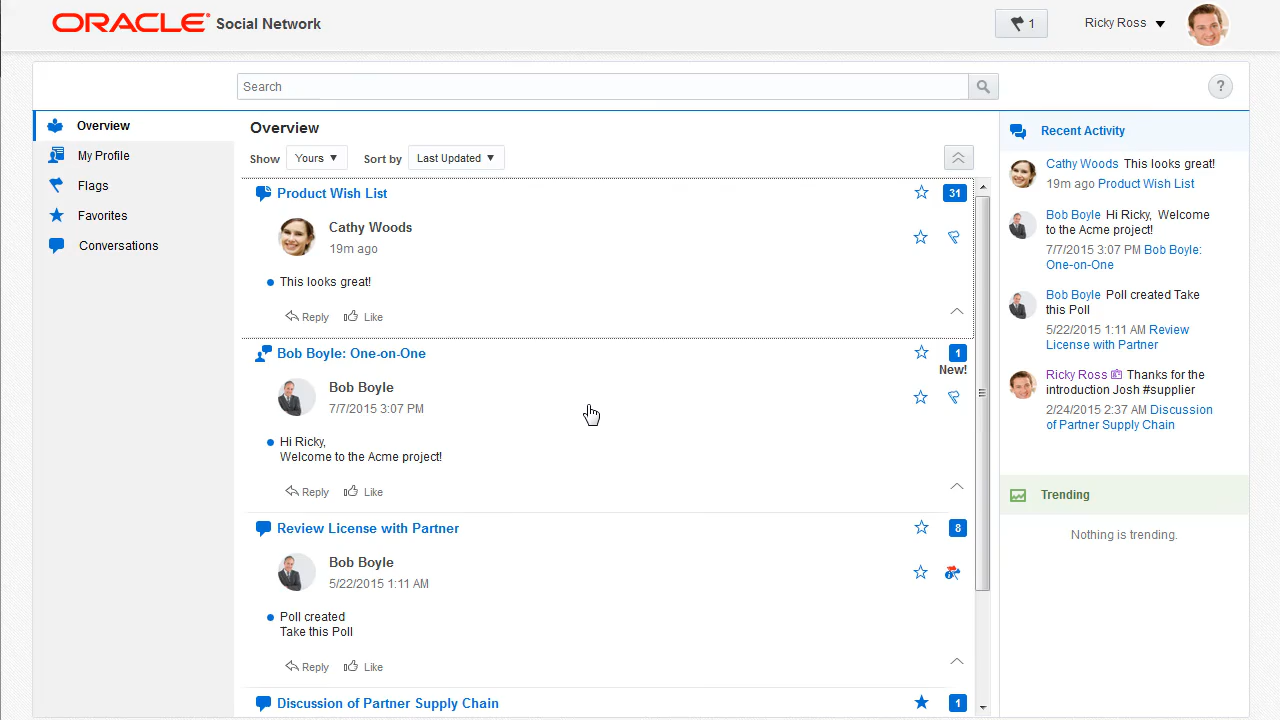 ORACLE Social Network
1
Ricky Ross
Search
?
Overview
My Profile
Flags
Favorites
Conversations
Overview
Show Yours Sort by Last Updated
Product Wish List
31
Cathy Woods
19m ago
This looks great!
Reply Like
Bob Boyle: One-on-One
1
New!
Bob Boyle
7/7/2015 3:07 PM
Hi Ricky,
Welcome to the Acme project!
Reply Like
Review License with Partner
8
Bob Boyle
5/22/2015 1:11 AM
Poll created
Take this Poll
Reply Like
Discussion of Partner Supply Chain
1
Recent Activity
Cathy Woods This looks great!
19m ago Product Wish List
Bob Boyle Hi Ricky, Welcome
to the Acme project!
7/7/2015 3:07 PM Bob Boyle:
One-on-One
Bob Boyle Poll created Take
this Poll
5/22/2015 1:11 AM Review
License with Partner
Ricky Ross Thanks for the
introduction Josh #supplier
2/24/2015 2:37 AM Discussion
of Partner Supply Chain
Trending
Nothing is trending.